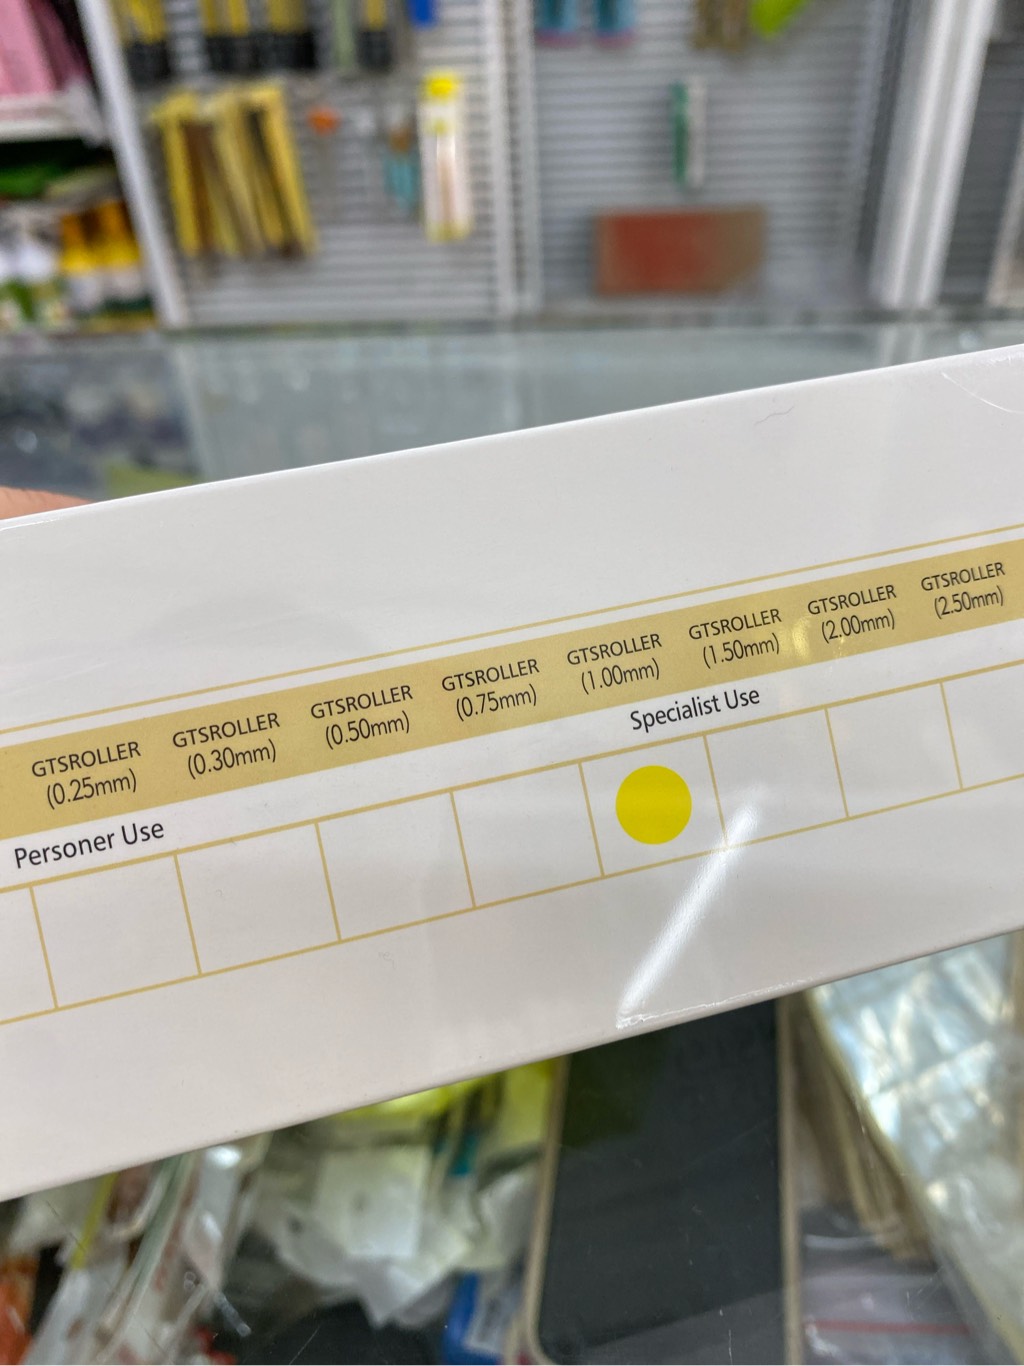 GTSROLLER GTSROLLER GTSROLLER GTSROLLER GTSROLLER GTSROLLER GTSROLLER GTSROLLER
(0.25mm) (0.30mm) (0.50mm) (0.75mm) (1.00mm) (1.50mm) (2.00mm) (2.50mm)
Personer Use Specialist Use